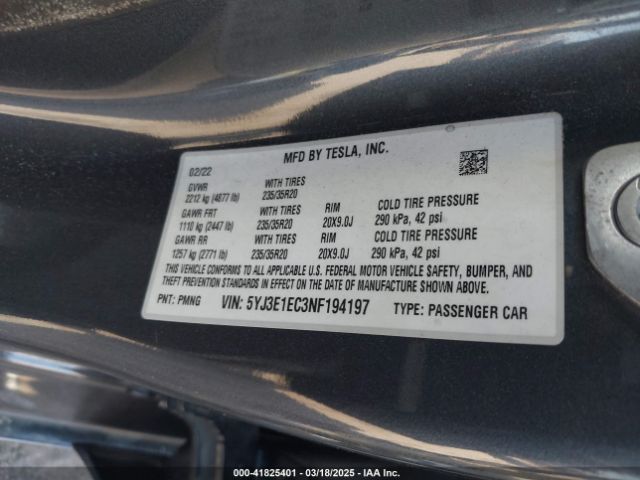 MFD BY TESLA, INC.
02/22
GVWR WITH TIRES
2212 kg (4877 lb) 235/35R20
GAWR FRT WITH TIRES RIM COLD TIRE PRESSURE
1110 kg (2447 lb) 235/35R20 20X9.0J 290 kPa, 42 psi
GAWR RR WITH TIRES RIM COLD TIRE PRESSURE
1257 kg (2771 lb) 235/35R20 20X9.0J 290 kPa, 42 psi
THIS VEHICLE CONFORMS TO ALL APPLICABLE U.S. FEDERAL MOTOR VEHICLE SAFETY, BUMPER, AND
THEFT PREVENTION STANDARDS IN EFFECT ON THE DATE OF MANUFACTURE SHOWN ABOVE.
PNT: PMNG VIN: 5YJ3E1EC3NF194197 TYPE: PASSENGER CAR
000-41825401 — 03/18/2025 — IAA Inc.